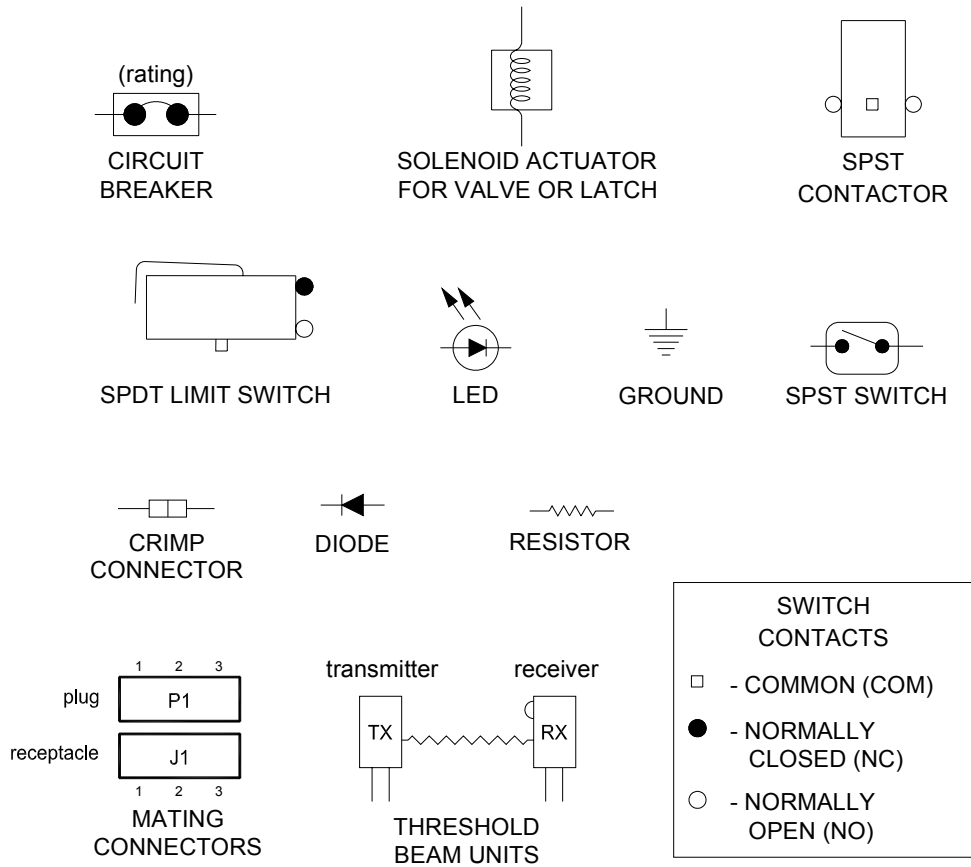 (rating)
CIRCUIT
BREAKER
SOLENOID ACTUATOR
FOR VALVE OR LATCH
SPST
CONTACTOR
SPDT LIMIT SWITCH
LED
GROUND
SPST SWITCH
CRIMP
CONNECTOR
DIODE
RESISTOR
1 2 3
plug
P1
receptacle
J1
1 2 3
MATING
CONNECTORS
transmitter
receiver
TX
RX
THRESHOLD
BEAM UNITS
SWITCH
CONTACTS
- COMMON (COM)
- NORMALLY
CLOSED (NC)
- NORMALLY
OPEN (NO)